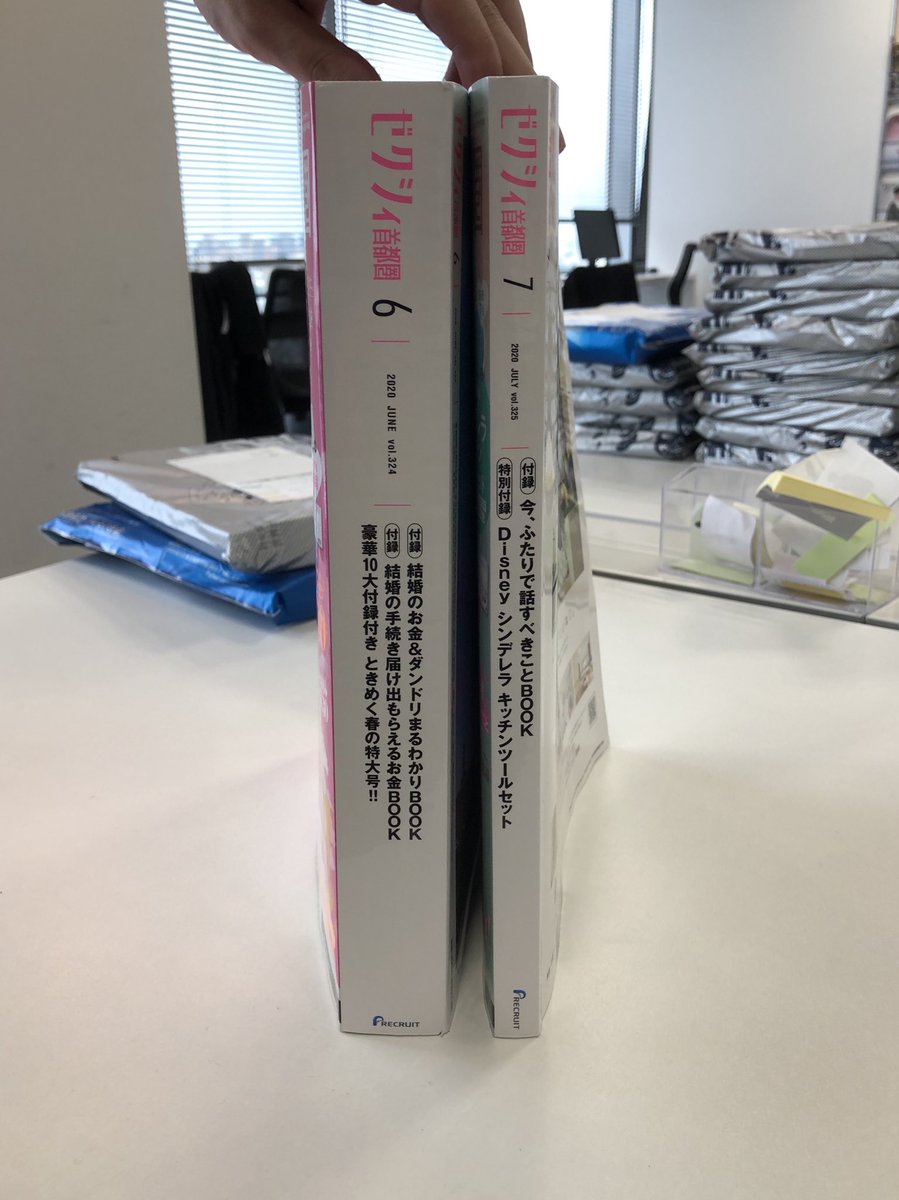 ゼクシィ首都圏
6
2020 JUNE vol.324
付録 結婚のお金&ダンドリまるわかりBOOK
付録 結婚の手続き届け出もらえるお金BOOK
豪華10大付録付き ときめく春の特大号!!
RECRUIT
ゼクシィ首都圏
7
2020 JULY vol.325
付録 今、ふたりで話すべきことBOOK
特別付録 Disney シンデレラ キッチンツールセット
RECRUIT